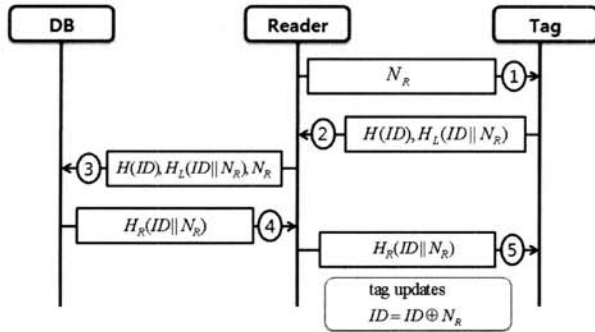 DB Reader Tag
N_R ①
② H(ID), H_L(ID||N_R)
③ H(ID), H_L(ID||N_R), N_R
H_R(ID||N_R) ④
H_R(ID||N_R) ⑤
tag updates
ID = ID ⊕ N_R